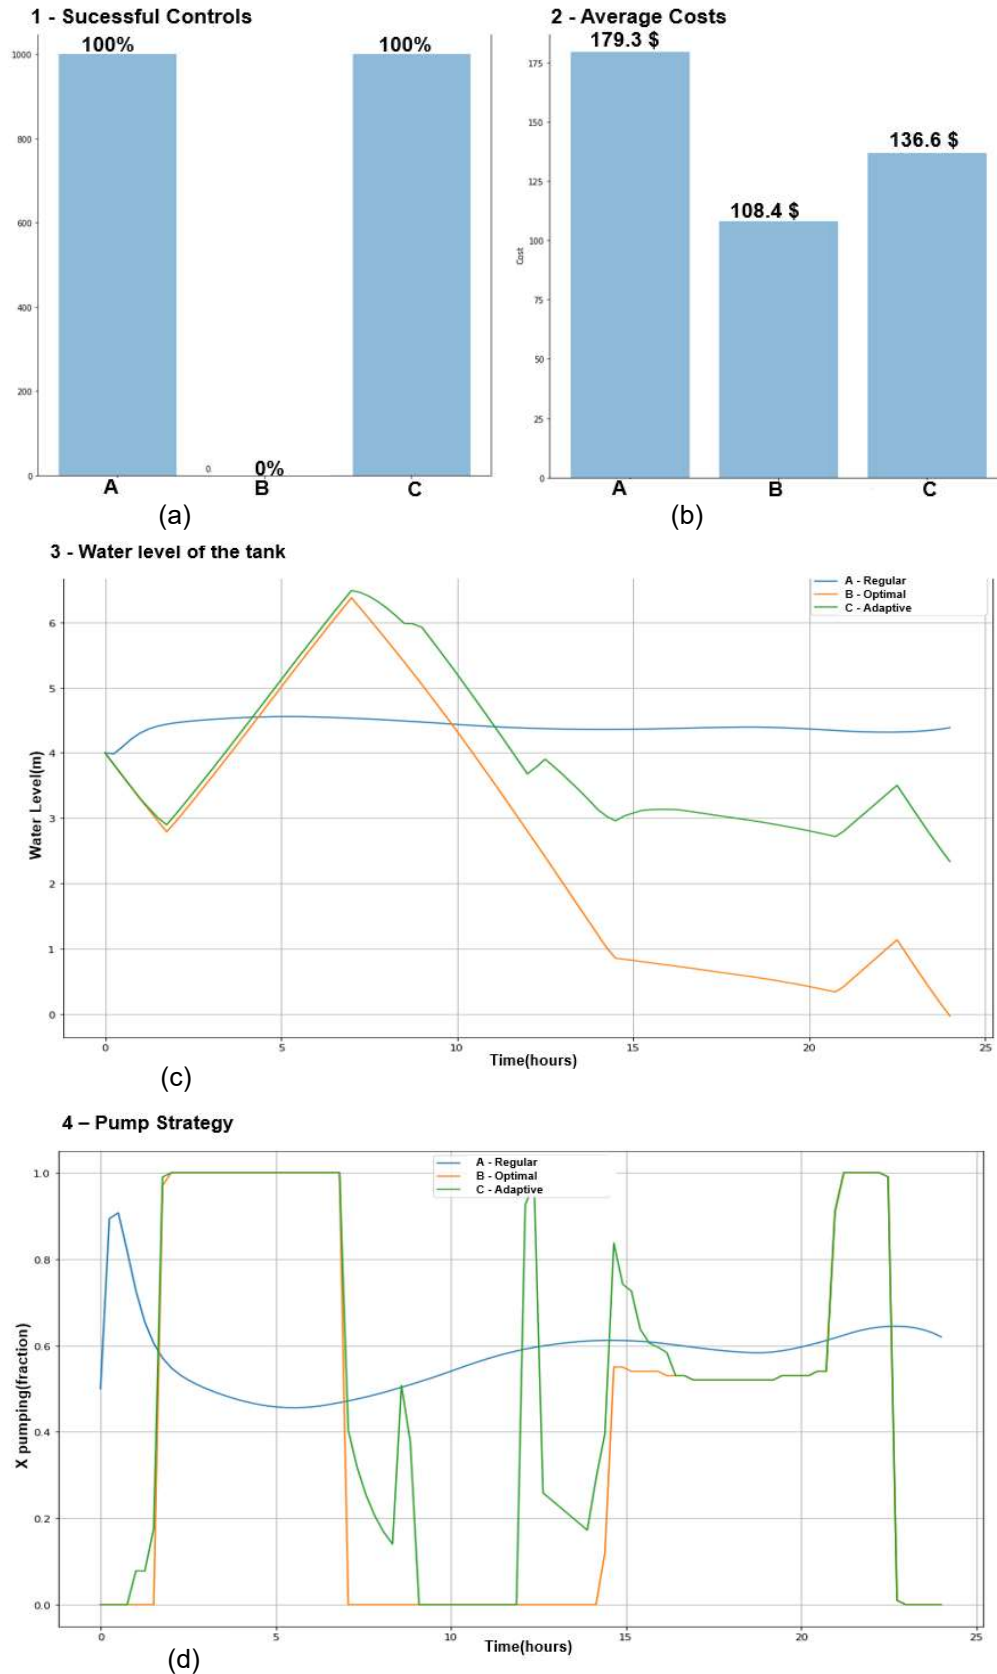 1 - Sucessful Controls
100%
100%
1000
800
600
400
200
0
0
0%
A
B
C
(a)
2 - Average Costs
179.3 $
136.6 $
108.4 $
175
150
125
100
75
50
25
0
Cost
A
B
C
(b)
3 - Water level of the tank
A - Regular
B - Optimal
C - Adaptive
6
5
4
3
2
1
0
Water Level(m)
0
5
10
15
20
25
Time(hours)
(c)
4 – Pump Strategy
A - Regular
B - Optimal
C - Adaptive
1.0
0.8
0.6
0.4
0.2
0.0
X pumping(fraction)
0
5
10
15
20
25
Time(hours)
(d)